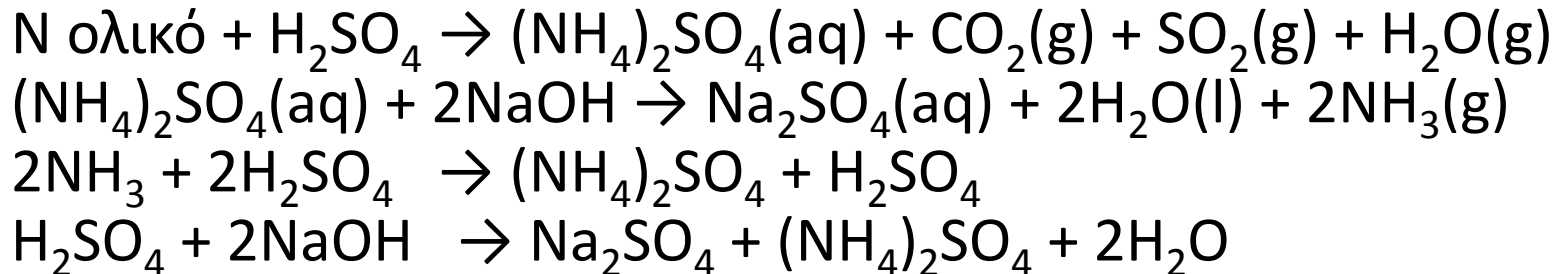 Ν ολικό + H₂SO₄ → (NH₄)₂SO₄(aq) + CO₂(g) + SO₂(g) + H₂O(g)
(NH₄)₂SO₄(aq) + 2NaOH → Na₂SO₄(aq) + 2H₂O(l) + 2NH₃(g)
2NH₃ + 2H₂SO₄ → (NH₄)₂SO₄ + H₂SO₄
H₂SO₄ + 2NaOH → Na₂SO₄ + (NH₄)₂SO₄ + 2H₂O